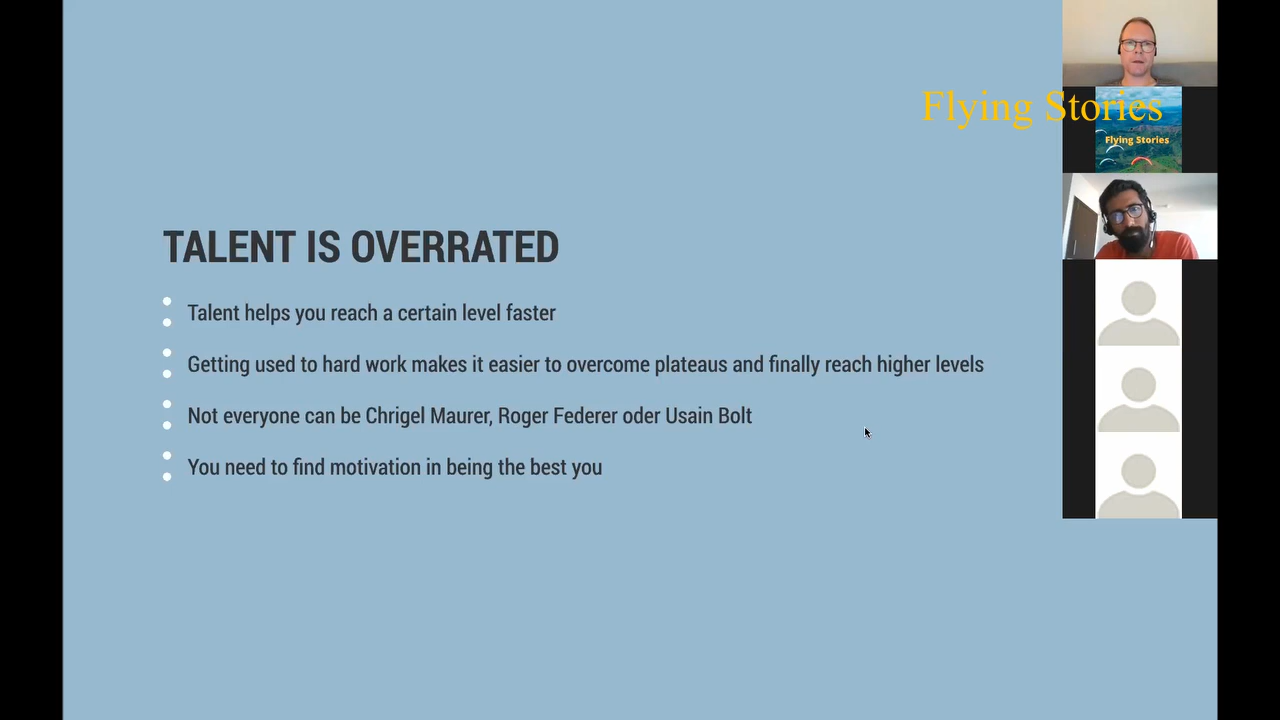 Flying Stories
Flying Stories
TALENT IS OVERRATED
Talent helps you reach a certain level faster
Getting used to hard work makes it easier to overcome plateaus and finally reach higher levels
Not everyone can be Chrigel Maurer, Roger Federer oder Usain Bolt
You need to find motivation in being the best you